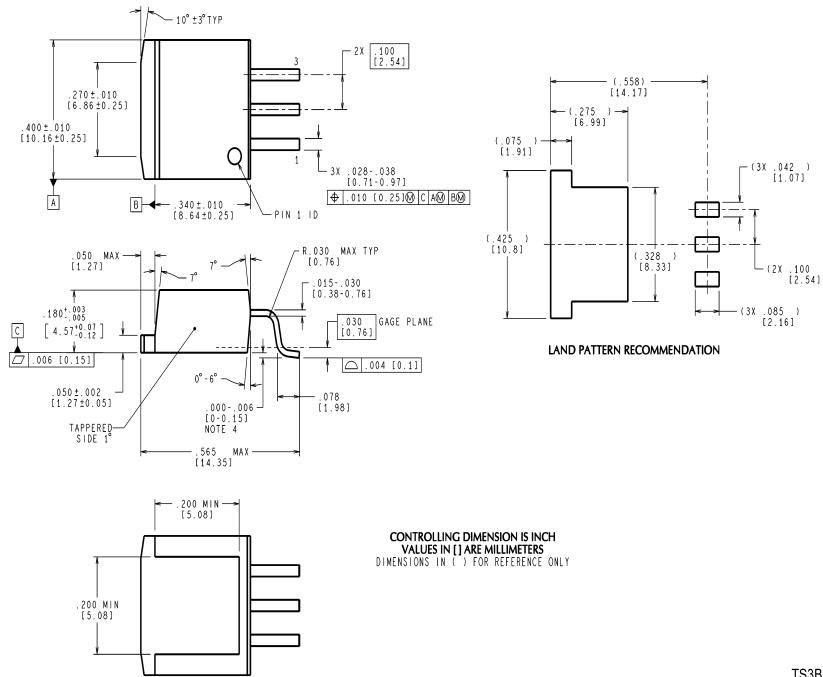 10° ±3° TYP
2X .100
[2.54]
3
.270±.010
[6.86±0.25]
.400±.010
[10.16±0.25]
1
3X .028-.038
[0.71-0.97]
⌖ .010 [0.25]Ⓜ C AⓂ BⓂ
A
B
.340±.010
[8.64±0.25]
PIN 1 ID
(.558)
[14.17]
(.275 )
[6.99]
(.075 )
[1.91]
(3X .042 )
[1.07]
(.425 )
[10.8]
(.328 )
[8.33]
(2X .100 )
[2.54]
(3X .085 )
[2.16]
LAND PATTERN RECOMMENDATION
.050 MAX
[1.27]
7°
7°
R.030 MAX TYP
[0.76]
.015-.030
[0.38-0.76]
.180+.003-.005
[4.57+0.07-0.12]
.030
[0.76]
GAGE PLANE
C
⏥ .006 [0.15]
⌓ .004 [0.1]
0°-6°
.050±.002
[1.27±0.05]
.000-.006
[0-0.15]
NOTE 4
.078
[1.98]
TAPPERED
SIDE 1°
.565 MAX
[14.35]
.200 MIN
[5.08]
.200 MIN
[5.08]
CONTROLLING DIMENSION IS INCH
VALUES IN [ ] ARE MILLIMETERS
DIMENSIONS IN ( ) FOR REFERENCE ONLY
TS3B